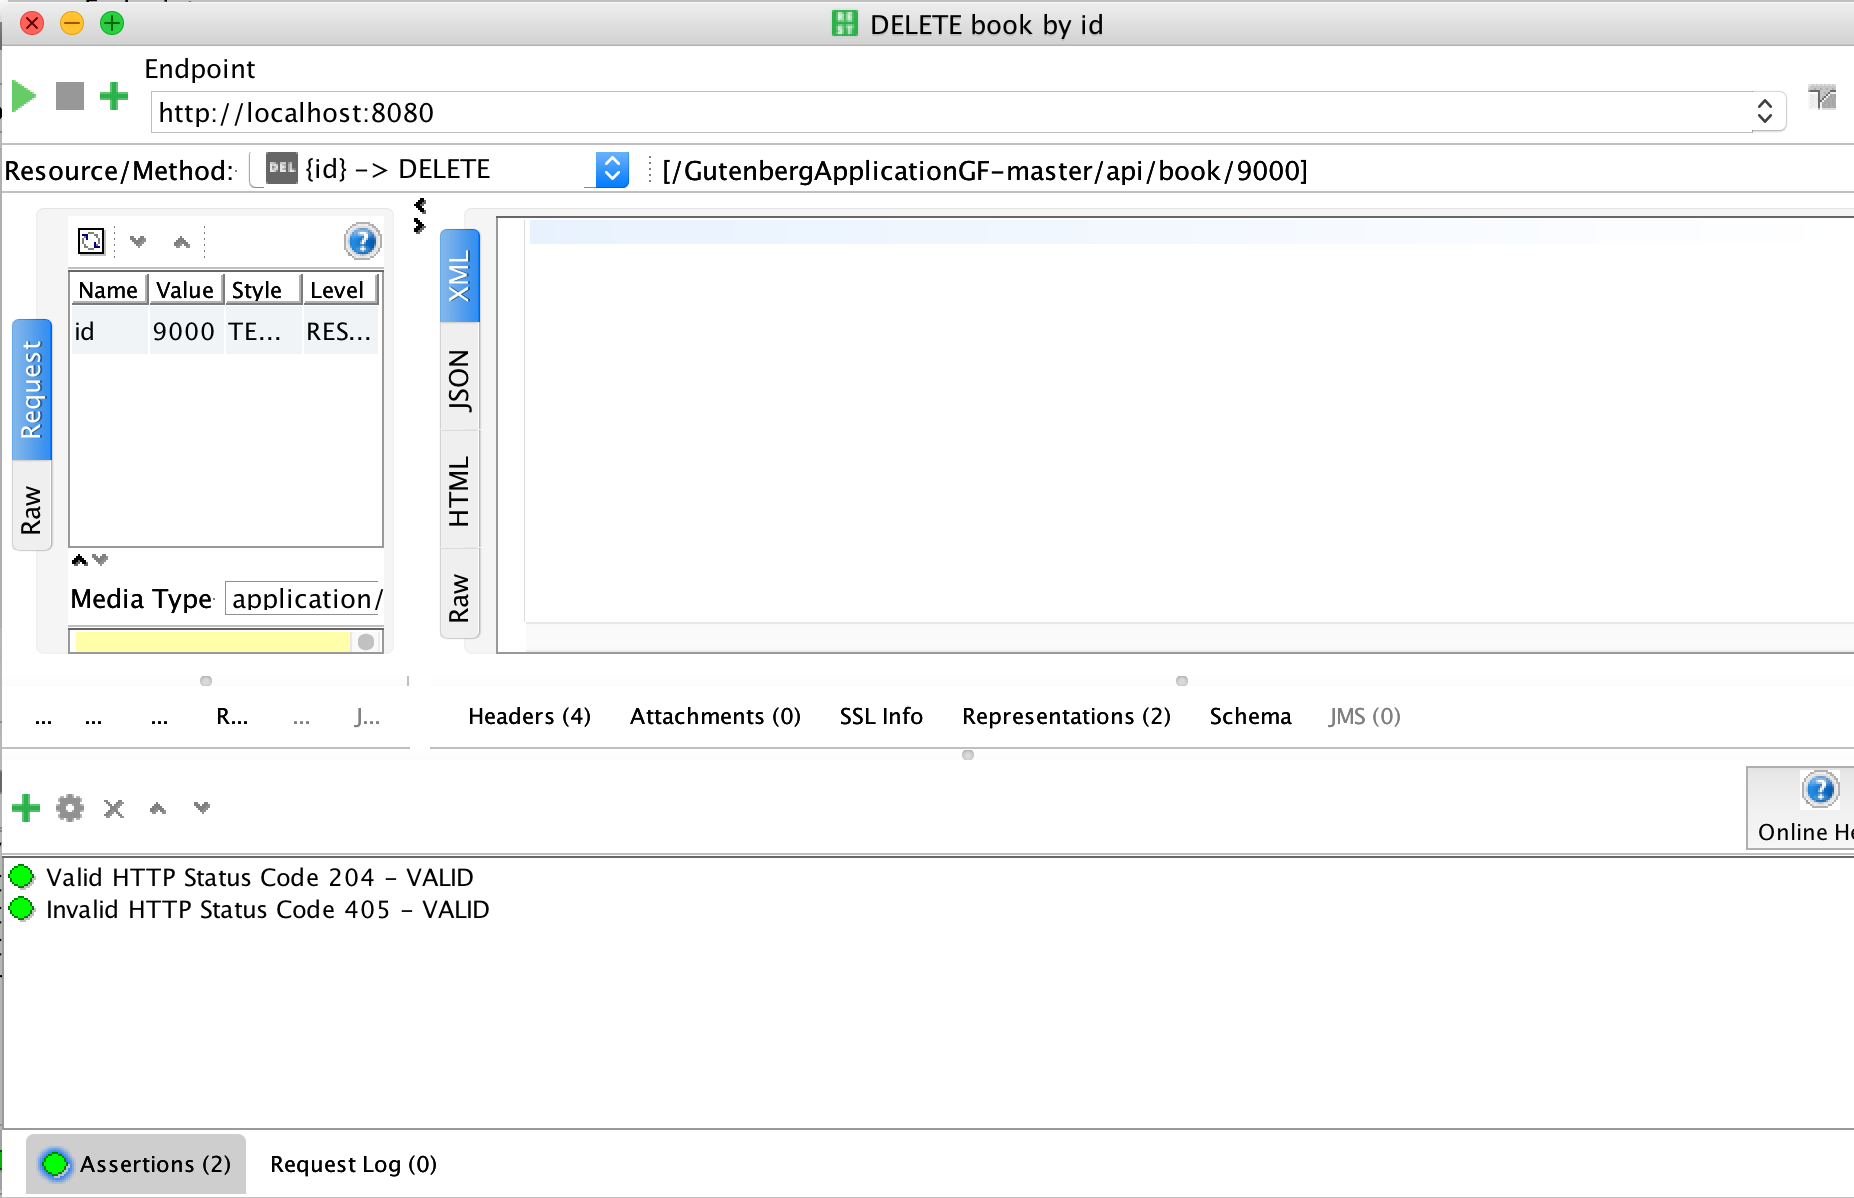 DELETE book by id
Endpoint
http://localhost:8080
Resource/Method: DEL {id} -> DELETE [/GutenbergApplicationGF-master/api/book/9000]
Name Value Style Level
id 9000 TE... RES...
Request
Raw
Media Type application/
XML
JSON
HTML
Raw
... ... ... R... ... J...
Headers (4) Attachments (0) SSL Info Representations (2) Schema JMS (0)
Online He
Valid HTTP Status Code 204 - VALID
Invalid HTTP Status Code 405 - VALID
Assertions (2) Request Log (0)